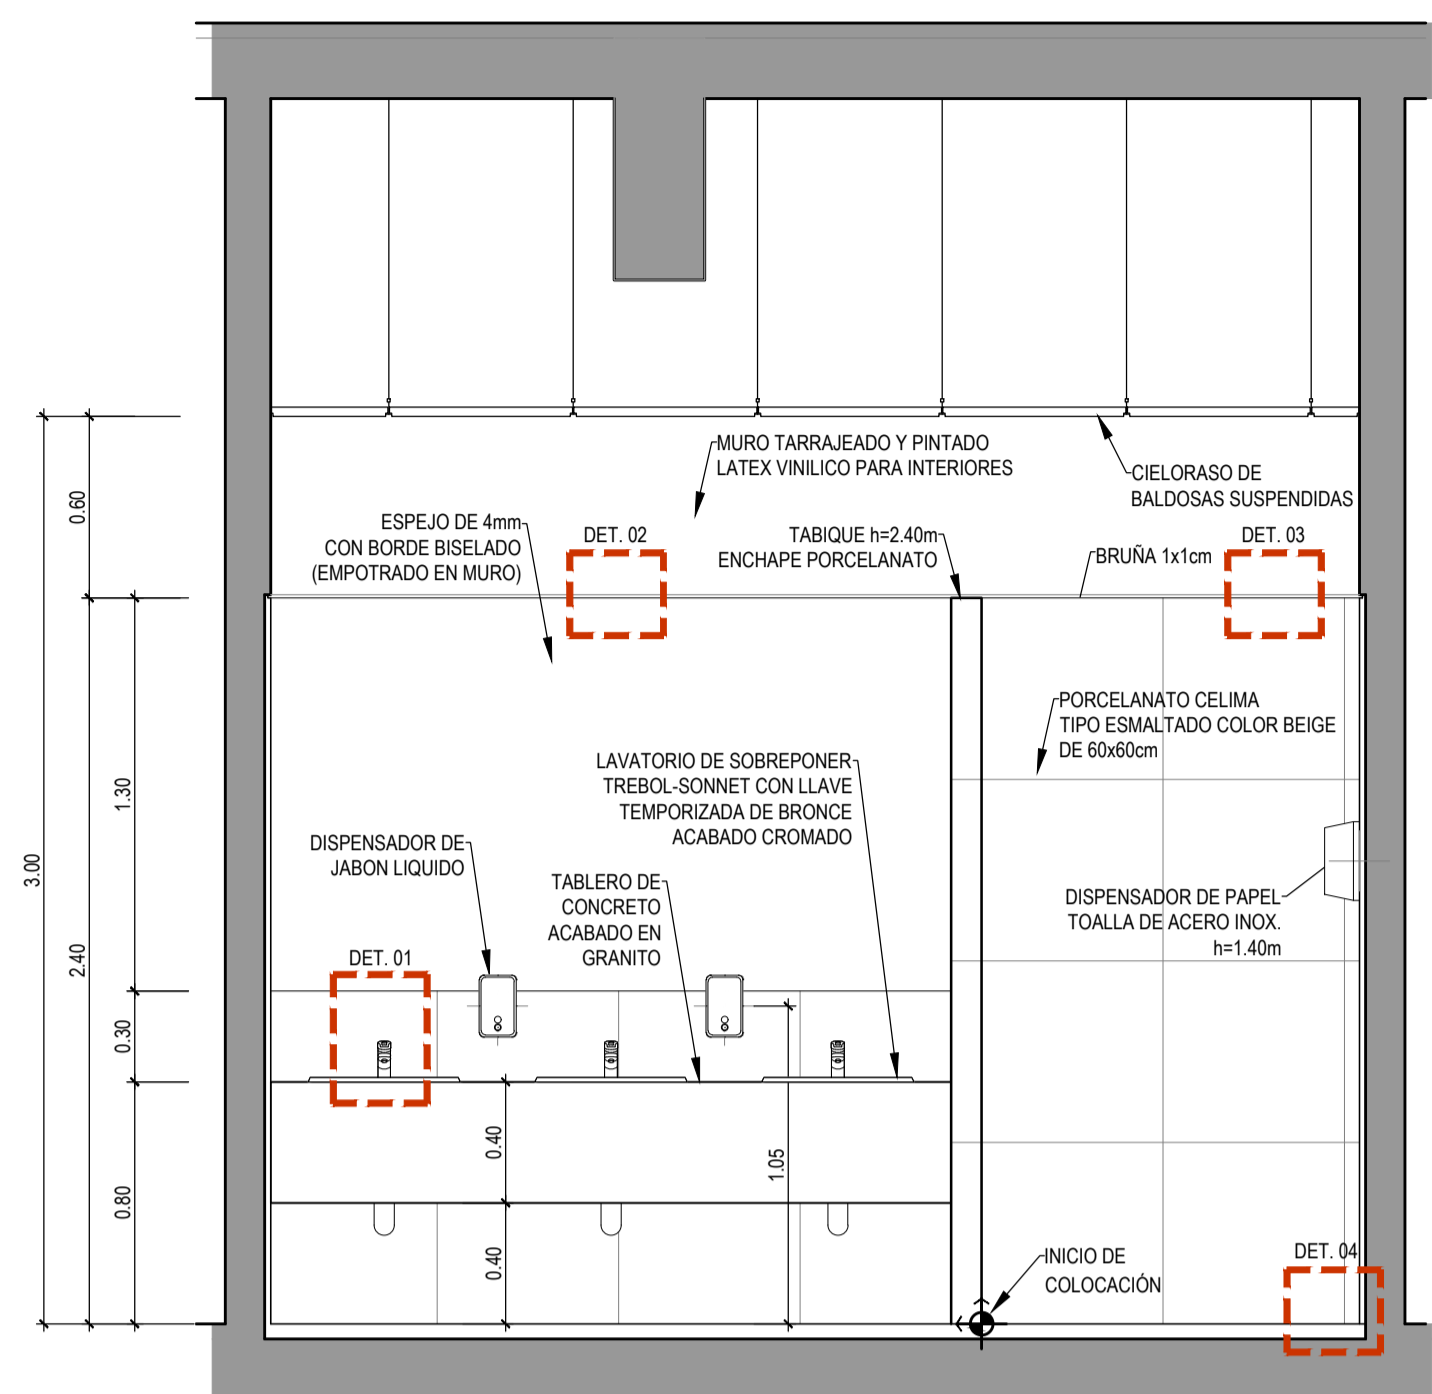 MURO TARRAJEADO Y PINTADO
LATEX VINILICO PARA INTERIORES
CIELORASO DE
BALDOSAS SUSPENDIDAS
0.60
ESPEJO DE 4mm
CON BORDE BISELADO
(EMPOTRADO EN MURO)
DET. 02
TABIQUE h=2.40m
ENCHAPE PORCELANATO
BRUÑA 1x1cm
DET. 03
PORCELANATO CELIMA
TIPO ESMALTADO COLOR BEIGE
DE 60x60cm
LAVATORIO DE SOBREPONER
TREBOL-SONNET CON LLAVE
TEMPORIZADA DE BRONCE
ACABADO CROMADO
1.30
DISPENSADOR DE
JABON LIQUIDO
3.00
TABLERO DE
CONCRETO
ACABADO EN
GRANITO
DISPENSADOR DE PAPEL
TOALLA DE ACERO INOX.
h=1.40m
2.40
DET. 01
0.30
0.40
1.05
0.80
0.40
INICIO DE
COLOCACIÓN
DET. 04